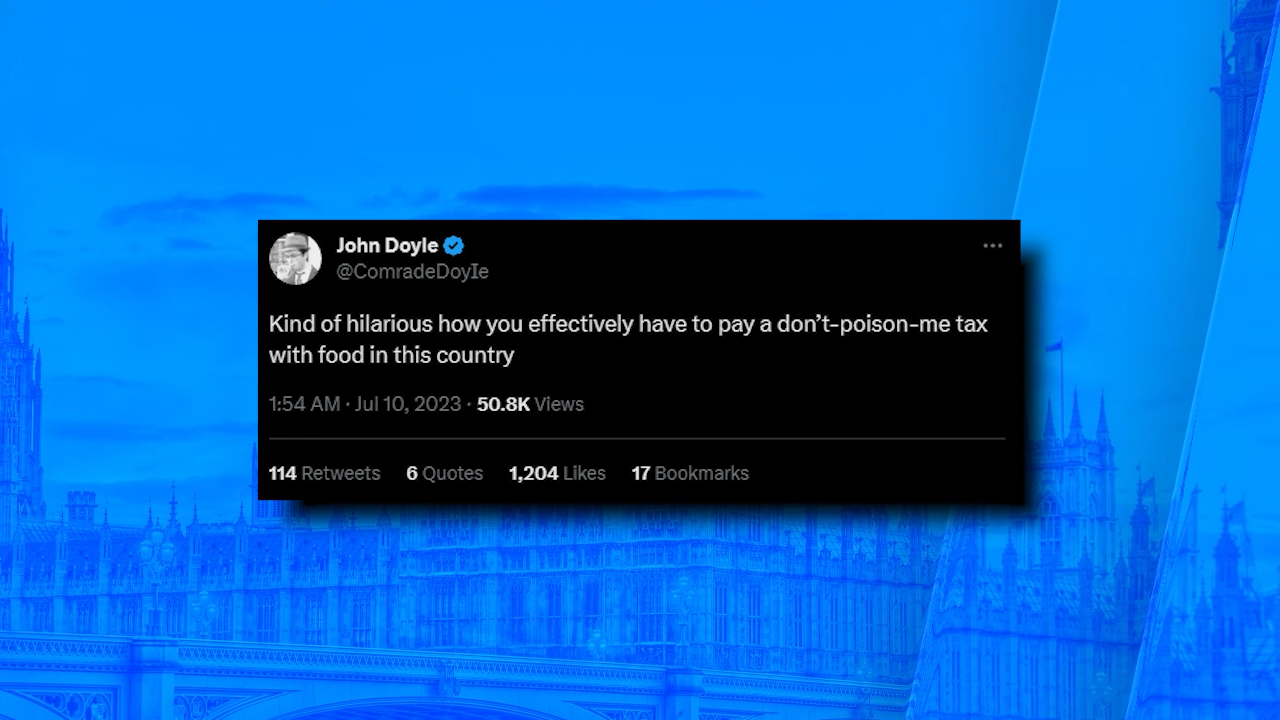 John Doyle
@ComradeDoyIe
Kind of hilarious how you effectively have to pay a don’t-poison-me tax
with food in this country
1:54 AM · Jul 10, 2023 · 50.8K Views
114 Retweets 6 Quotes 1,204 Likes 17 Bookmarks